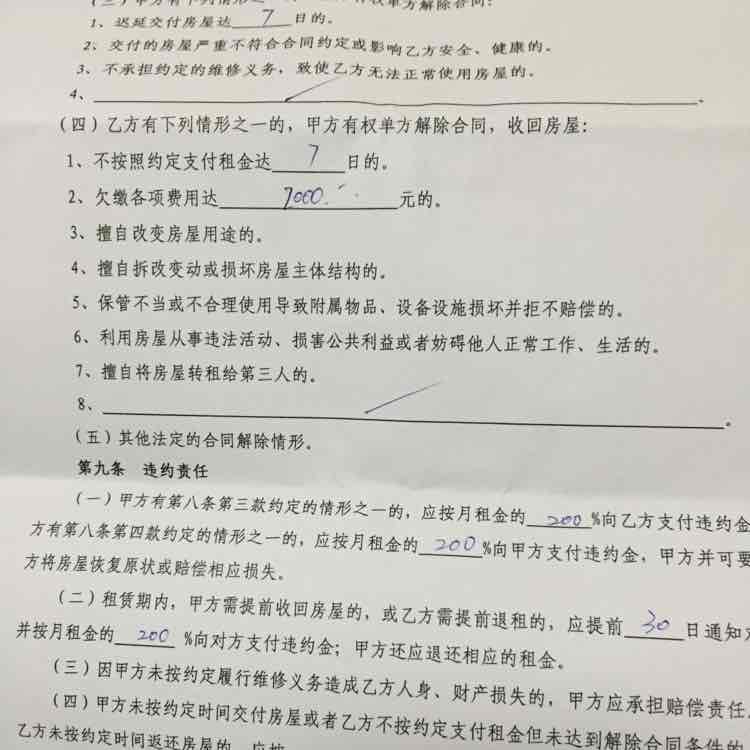 1、迟延交付房屋达 7 日的。
2、交付的房屋严重不符合合同约定或影响乙方安全、健康的。
3、不承担约定的维修义务，致使乙方无法正常使用房屋的。
4、 。
（四）乙方有下列情形之一的，甲方有权单方解除合同，收回房屋：
1、不按照约定支付租金达 7 日的。
2、欠缴各项费用达 元的。
3、擅自改变房屋用途的。
4、擅自拆改变动或损坏房屋主体结构的。
5、保管不当或不合理使用导致附属物品、设备设施损坏并拒不赔偿的。
6、利用房屋从事违法活动、损害公共利益或者妨碍他人正常工作、生活的。
7、擅自将房屋转租给第三人的。
8、 。
（五）其他法定的合同解除情形。
第九条 违约责任
（一）甲方有第八条第三款约定的情形之一的，应按月租金的 200 %向乙方支付违约金
方有第八条第四款约定的情形之一的，应按月租金的 200 %向甲方支付违约金，甲方并可要
方将房屋恢复原状或赔偿相应损失。
（二）租赁期内，甲方需提前收回房屋的，或乙方需提前退租的，应提前 30 日通知
并按月租金的 200 %向对方支付违约金；甲方还应退还相应的租金。
（三）因甲方未按约定履行维修义务造成乙方人身、财产损失的，甲方应承担赔偿责任
（四）甲方未按约定时间交付房屋或者乙方不按约定支付租金但未达到解除合同条件的
乙方未按约定时间返还房屋的，应按